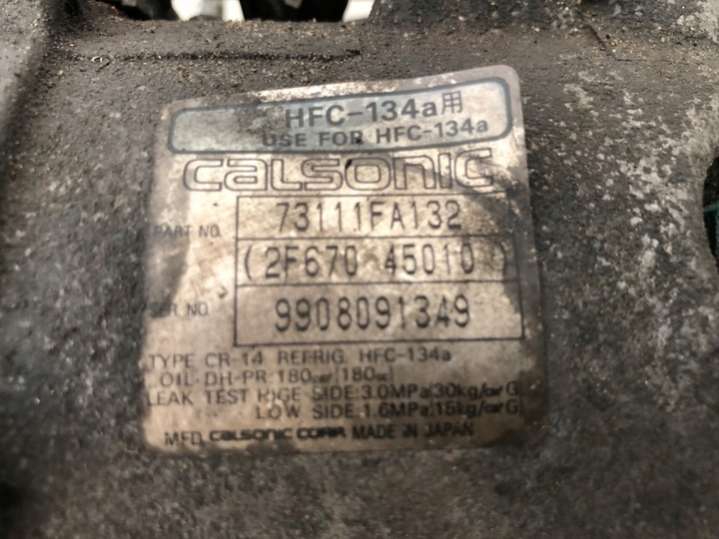 HFC-134a用
USE FOR HFC-134a
CALSONIC
PART NO. 73111FA132
(2F670 45010)
SER. NO. 9908091349
TYPE CR-14 REFRIG. HFC-134a
OIL·DH-PR 180cm³ (180cc)
LEAK TEST HIGE SIDE:3.0MPa(30kg/cm²G)
LOW SIDE:1.6MPa(15kg/cm²G)
MFD. CALSONIC CORP. MADE IN JAPAN